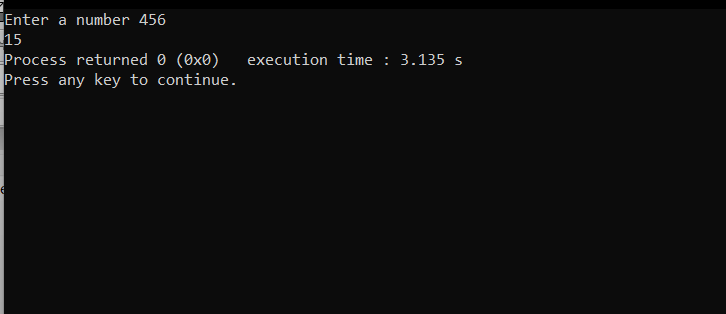 Enter a number 456
15
Process returned 0 (0x0)   execution time : 3.135 s
Press any key to continue.